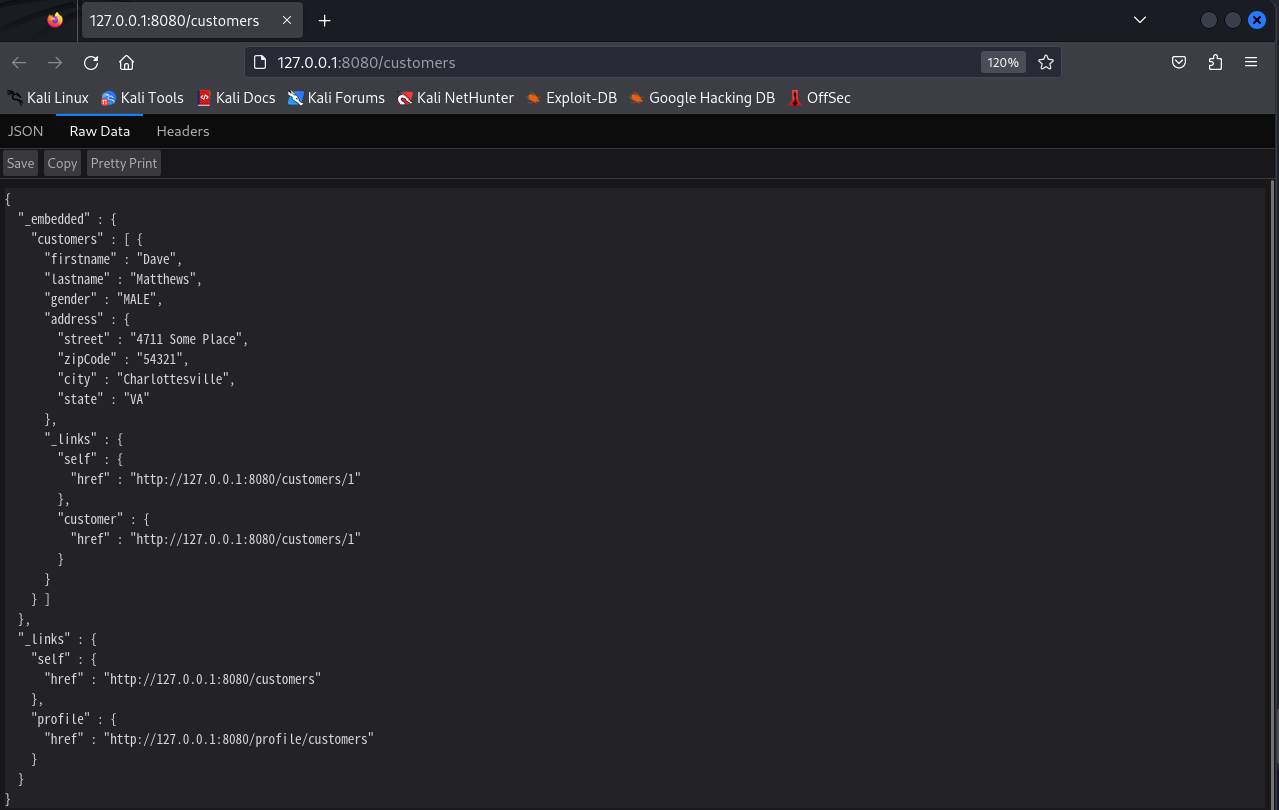 127.0.0.1:8080/customers
127.0.0.1:8080/customers 120%
Kali Linux Kali Tools Kali Docs Kali Forums Kali NetHunter Exploit-DB Google Hacking DB OffSec
JSON Raw Data Headers
Save Copy Pretty Print
{
  "_embedded" : {
    "customers" : [ {
      "firstname" : "Dave",
      "lastname" : "Matthews",
      "gender" : "MALE",
      "address" : {
        "street" : "4711 Some Place",
        "zipCode" : "54321",
        "city" : "Charlottesville",
        "state" : "VA"
      },
      "_links" : {
        "self" : {
          "href" : "http://127.0.0.1:8080/customers/1"
        },
        "customer" : {
          "href" : "http://127.0.0.1:8080/customers/1"
        }
      }
    } ]
  },
  "_links" : {
    "self" : {
      "href" : "http://127.0.0.1:8080/customers"
    },
    "profile" : {
      "href" : "http://127.0.0.1:8080/profile/customers"
    }
  }
}